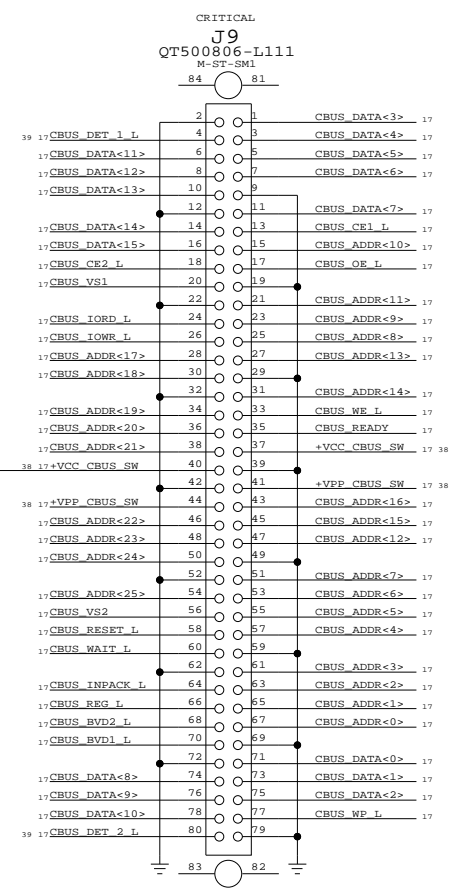 CRITICAL
J9
QT500806-L111
M-ST-SM1
84 81
2 1 CBUS_DATA<3> 17
39 17 CBUS_DET_1_L 4 3 CBUS_DATA<4> 17
17 CBUS_DATA<11> 6 5 CBUS_DATA<5> 17
17 CBUS_DATA<12> 8 7 CBUS_DATA<6> 17
17 CBUS_DATA<13> 10 9
12 11 CBUS_DATA<7> 17
17 CBUS_DATA<14> 14 13 CBUS_CE1_L 17
17 CBUS_DATA<15> 16 15 CBUS_ADDR<10> 17
17 CBUS_CE2_L 18 17 CBUS_OE_L 17
17 CBUS_VS1 20 19
22 21 CBUS_ADDR<11> 17
17 CBUS_IORD_L 24 23 CBUS_ADDR<9> 17
17 CBUS_IOWR_L 26 25 CBUS_ADDR<8> 17
17 CBUS_ADDR<17> 28 27 CBUS_ADDR<13> 17
17 CBUS_ADDR<18> 30 29
32 31 CBUS_ADDR<14> 17
17 CBUS_ADDR<19> 34 33 CBUS_WE_L 17
17 CBUS_ADDR<20> 36 35 CBUS_READY 17
17 CBUS_ADDR<21> 38 37 +VCC_CBUS_SW 17 38
38 17 +VCC_CBUS_SW 40 39
42 41 +VPP_CBUS_SW 17 38
38 17 +VPP_CBUS_SW 44 43 CBUS_ADDR<16> 17
17 CBUS_ADDR<22> 46 45 CBUS_ADDR<15> 17
17 CBUS_ADDR<23> 48 47 CBUS_ADDR<12> 17
17 CBUS_ADDR<24> 50 49
52 51 CBUS_ADDR<7> 17
17 CBUS_ADDR<25> 54 53 CBUS_ADDR<6> 17
17 CBUS_VS2 56 55 CBUS_ADDR<5> 17
17 CBUS_RESET_L 58 57 CBUS_ADDR<4> 17
17 CBUS_WAIT_L 60 59
62 61 CBUS_ADDR<3> 17
17 CBUS_INPACK_L 64 63 CBUS_ADDR<2> 17
17 CBUS_REG_L 66 65 CBUS_ADDR<1> 17
17 CBUS_BVD2_L 68 67 CBUS_ADDR<0> 17
17 CBUS_BVD1_L 70 69
72 71 CBUS_DATA<0> 17
17 CBUS_DATA<8> 74 73 CBUS_DATA<1> 17
17 CBUS_DATA<9> 76 75 CBUS_DATA<2> 17
17 CBUS_DATA<10> 78 77 CBUS_WP_L 17
39 17 CBUS_DET_2_L 80 79
83 82